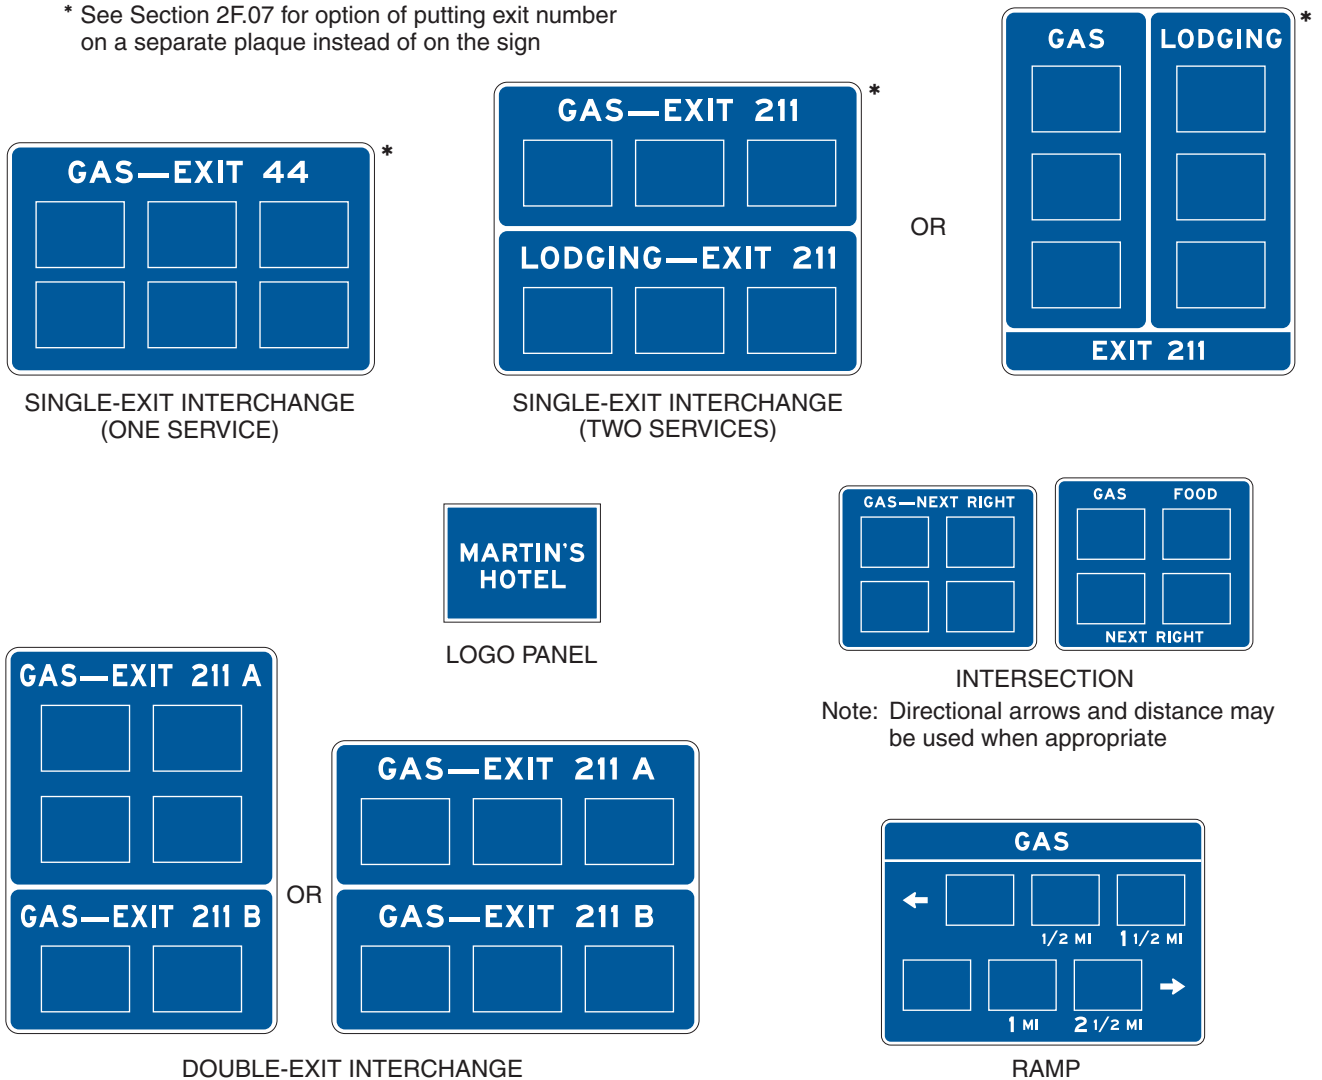 * See Section 2F.07 for option of putting exit number
on a separate plaque instead of on the sign
GAS—EXIT 44
*
SINGLE-EXIT INTERCHANGE
(ONE SERVICE)
GAS—EXIT 211
*
LODGING—EXIT 211
SINGLE-EXIT INTERCHANGE
(TWO SERVICES)
OR
GAS
LODGING
*
EXIT 211
MARTIN'S
HOTEL
LOGO PANEL
GAS—NEXT RIGHT
GAS FOOD
NEXT RIGHT
INTERSECTION
Note: Directional arrows and distance may
be used when appropriate
GAS—EXIT 211 A
GAS—EXIT 211 B
OR
GAS—EXIT 211 A
GAS—EXIT 211 B
DOUBLE-EXIT INTERCHANGE
GAS
1/2 MI 1 1/2 MI
1 MI 2 1/2 MI
RAMP